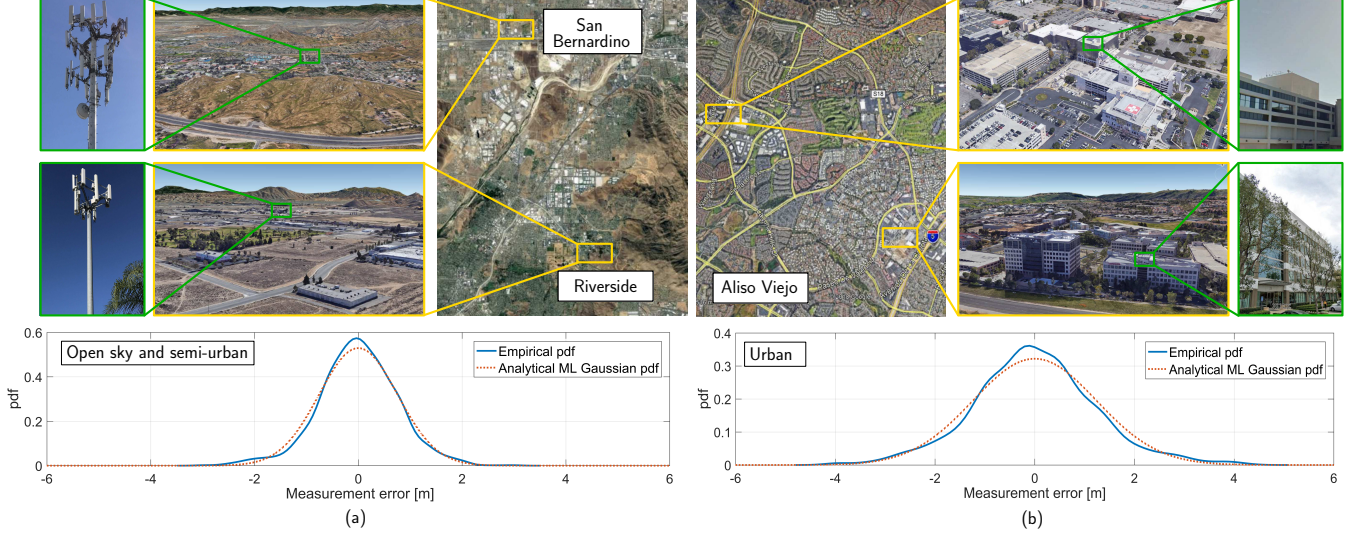 San
Bernardino
Riverside
S18
5
Aliso Viejo
0.6
0.4
0.2
0
pdf
Open sky and semi-urban
Empirical pdf
Analytical ML Gaussian pdf
-6
-4
-2
0
2
4
6
Measurement error [m]
(a)
0.4
0.3
0.2
0.1
0
pdf
Urban
Empirical pdf
Analytical ML Gaussian pdf
-6
-4
-2
0
2
4
6
Measurement error [m]
(b)